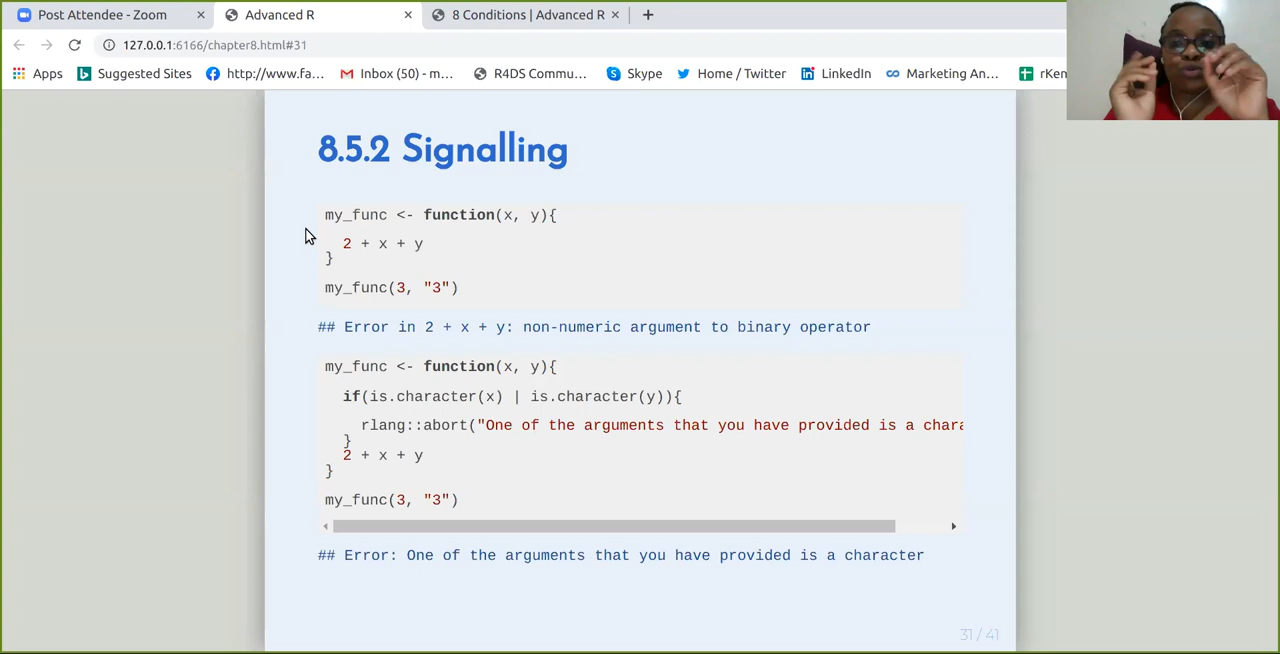 Post Attendee - Zoom
Advanced R
8 Conditions | Advanced R
127.0.0.1:6166/chapter8.html#31
Apps
Suggested Sites
http://www.fa...
Inbox (50) - m...
R4DS Commu...
Skype
Home / Twitter
LinkedIn
Marketing An...
rKen
8.5.2 Signalling
my_func <- function(x, y){
2 + x + y
}
my_func(3, "3")
## Error in 2 + x + y: non-numeric argument to binary operator
my_func <- function(x, y){
if(is.character(x) | is.character(y)){
rlang::abort("One of the arguments that you have provided is a chara
}
2 + x + y
}
my_func(3, "3")
## Error: One of the arguments that you have provided is a character
31 / 41